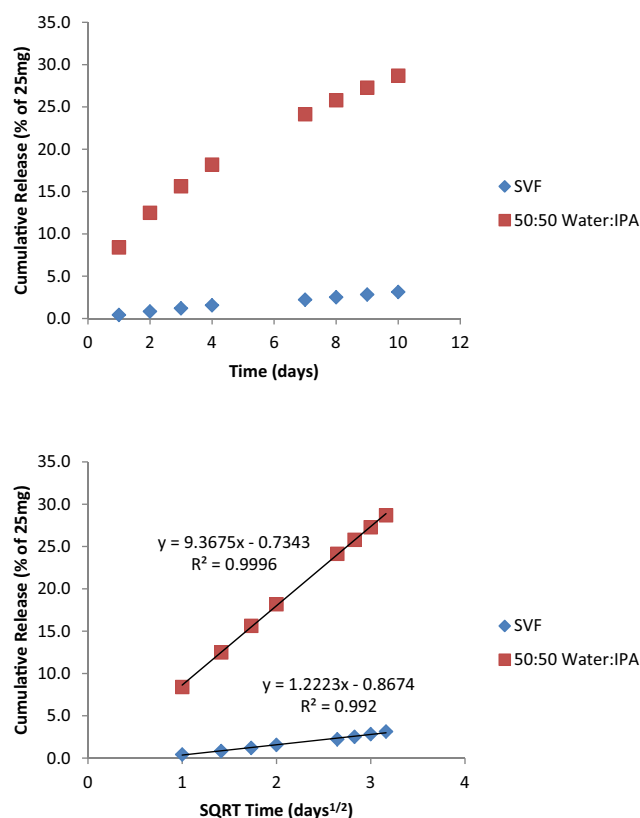 Cumulative Release (% of 25mg)
35.0
30.0
25.0
20.0
15.0
10.0
5.0
0.0
0 2 4 6 8 10 12
Time (days)
SVF
50:50 Water:IPA
Cumulative Release (% of 25mg)
35.0
30.0
25.0
20.0
15.0
10.0
5.0
0.0
y = 9.3675x - 0.7343
R² = 0.9996
y = 1.2223x - 0.8674
R² = 0.992
0 1 2 3 4
SQRT Time (days¹/²)
SVF
50:50 Water:IPA